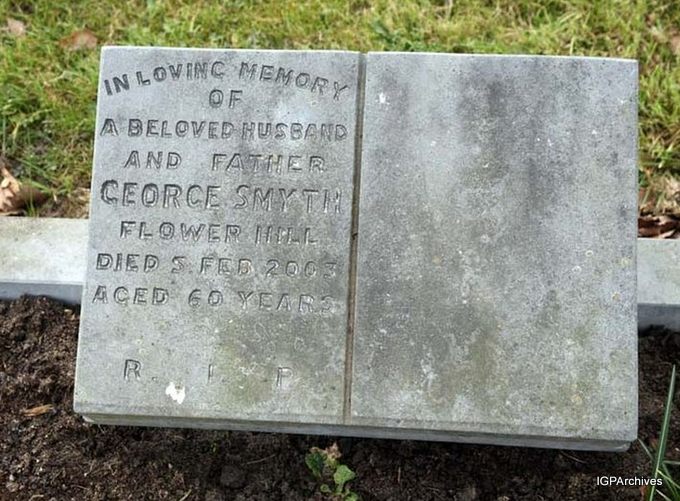 IN LOVING MEMORY
OF
A BELOVED HUSBAND
AND FATHER
GEORGE SMYTH
FLOWER HILL
DIED 5 FEB 2003
AGED 60 YEARS
R. I. P
IGPArchives